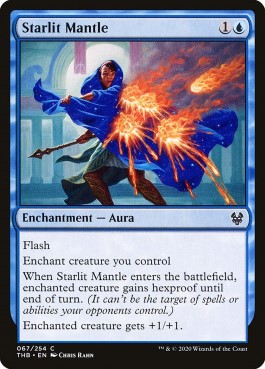 Starlit Mantle 1
Enchantment — Aura
Flash
Enchant creature you control
When Starlit Mantle enters the battlefield,
enchanted creature gains hexproof until
end of turn. (It can't be the target of spells or
abilities your opponents control.)
Enchanted creature gets +1/+1.
067/254 C
THB • EN Chris Rahn ™ & © 2020 Wizards of the Coast